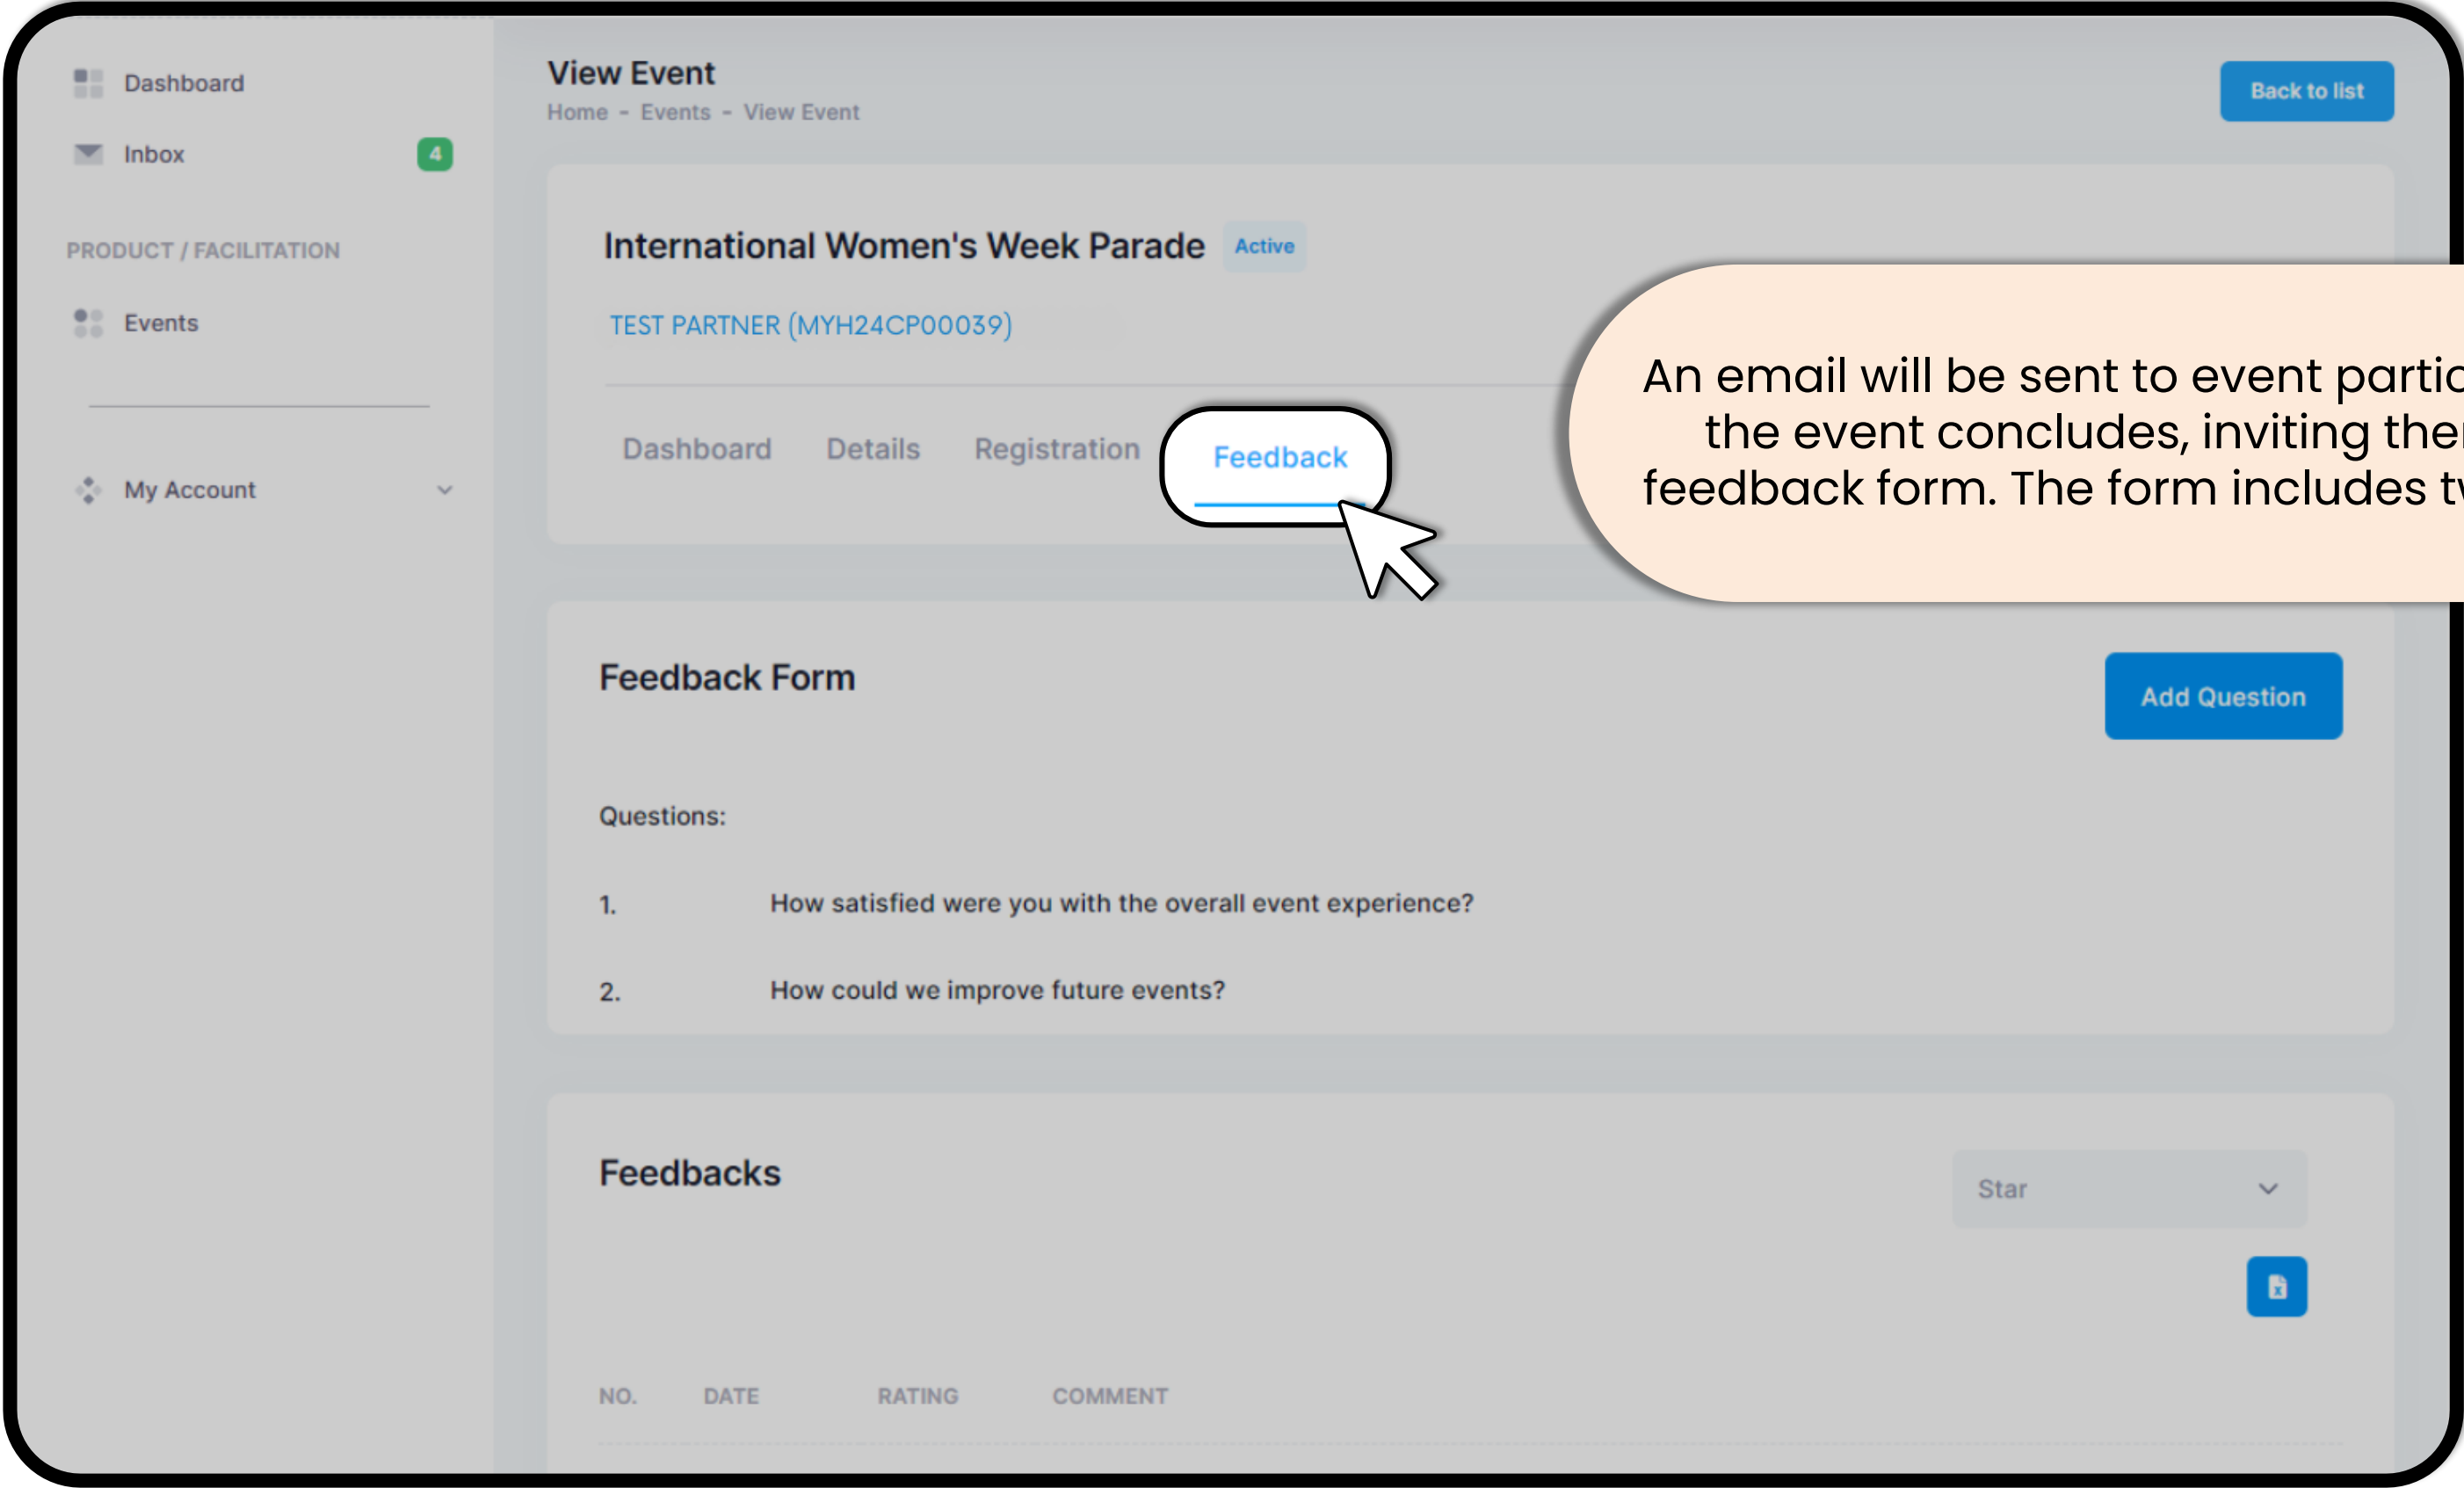 Dashboard
Inbox
4
PRODUCT / FACILITATION
Events
My Account
View Event
Home - Events - View Event
Back to list
International Women's Week Parade
Active
TEST PARTNER (MYH24CP00039)
Dashboard
Details
Registration
Feedback
An email will be sent to event
the event concludes, inviting
feedback form. The form includes
Feedback Form
Add Question
Questions:
1. How satisfied were you with the overall event experience?
2. How could we improve future events?
Feedbacks
Star
NO. DATE RATING COMMENT